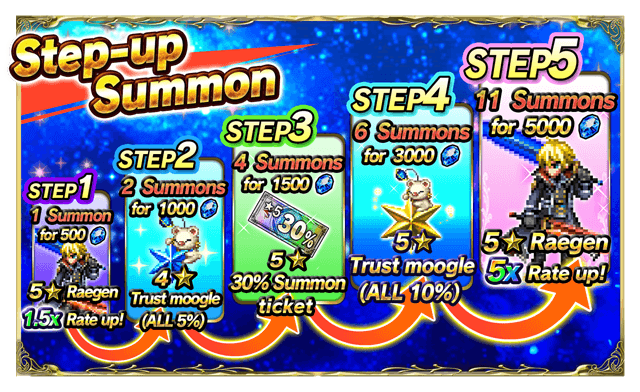 Step-up
Summon
STEP1
1 Summon
for 500
5★ Raegen
1.5x Rate up!
STEP2
2 Summons
for 1000
4★
Trust moogle
(ALL 5%)
STEP3
4 Summons
for 1500
★5
30%
5★
30% Summon
ticket
STEP4
6 Summons
for 3000
5★
Trust moogle
(ALL 10%)
STEP5
11 Summons
for 5000
5★ Raegen
5x Rate up!